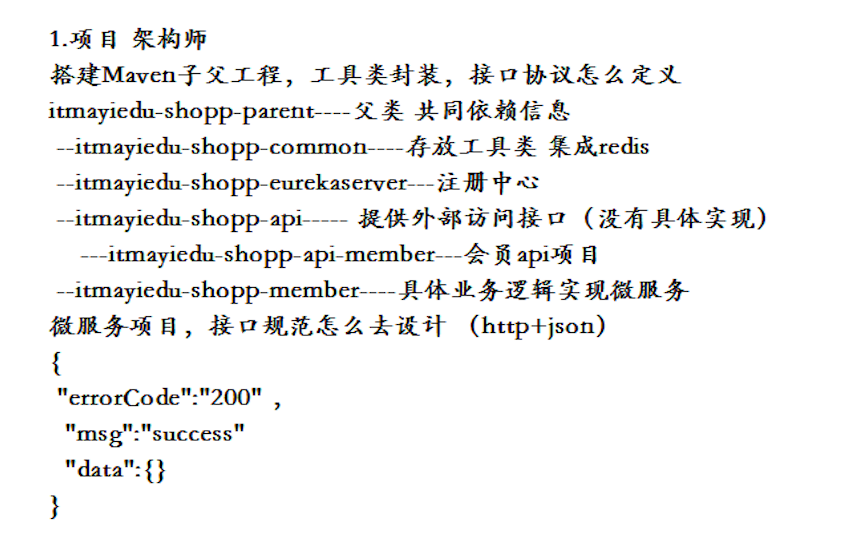 1.项目 架构师
搭建Maven子父工程，工具类封装，接口协议怎么定义
itmayiedu-shopp-parent----父类 共同依赖信息
--itmayiedu-shopp-common----存放工具类 集成redis
--itmayiedu-shopp-eurekaserver---注册中心
--itmayiedu-shopp-api----- 提供外部访问接口（没有具体实现）
---itmayiedu-shopp-api-member---会员api项目
--itmayiedu-shopp-member----具体业务逻辑实现微服务
微服务项目，接口规范怎么去设计 （http+json）
{
"errorCode":"200" ，
"msg":"success"
"data":{}
}